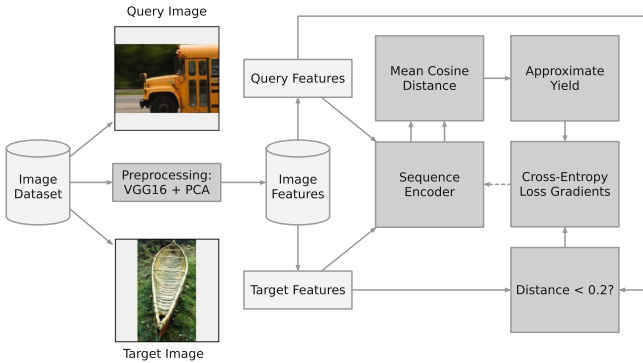 Query Image
Image
Dataset
Preprocessing:
VGG16 + PCA
Target Image
Query Features
Image
Features
Target Features
Mean Cosine
Distance
Sequence
Encoder
Approximate
Yield
Cross-Entropy
Loss Gradients
Distance < 0.2?